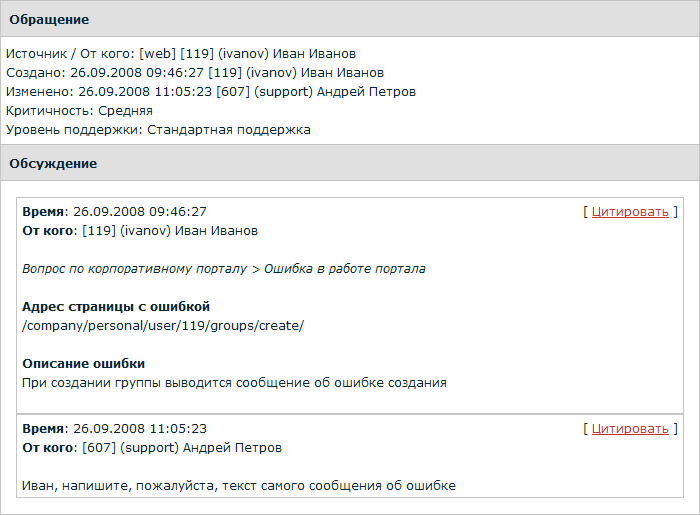 Обращение
Источник / От кого: [web] [119] (ivanov) Иван Иванов
Создано: 26.09.2008 09:46:27 [119] (ivanov) Иван Иванов
Изменено: 26.09.2008 11:05:23 [607] (support) Андрей Петров
Критичность: Средняя
Уровень поддержки: Стандартная поддержка
Обсуждение
Время: 26.09.2008 09:46:27 [ Цитировать ]
От кого: [119] (ivanov) Иван Иванов
Вопрос по корпоративному порталу > Ошибка в работе портала
Адрес страницы с ошибкой
/company/personal/user/119/groups/create/
Описание ошибки
При создании группы выводится сообщение об ошибке создания
Время: 26.09.2008 11:05:23 [ Цитировать ]
От кого: [607] (support) Андрей Петров
Иван, напишите, пожалуйста, текст самого сообщения об ошибке